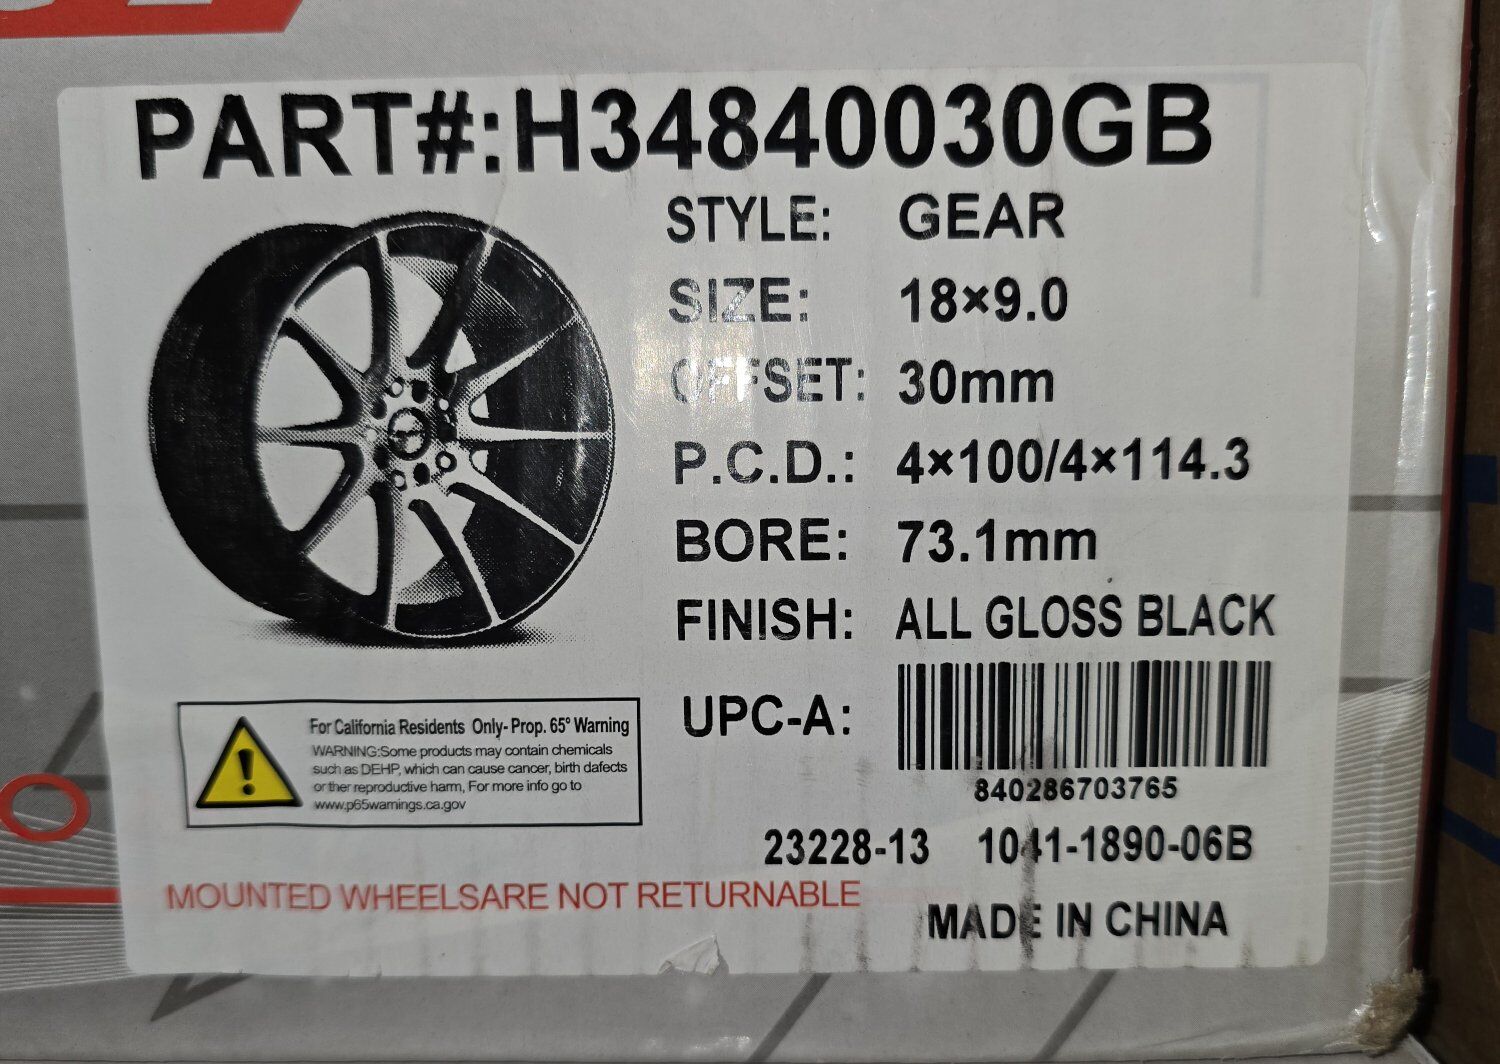 PART#:H34840030GB
STYLE: GEAR
SIZE: 18×9.0
OFFSET: 30mm
P.C.D.: 4×100/4×114.3
BORE: 73.1mm
FINISH: ALL GLOSS BLACK
UPC-A:
840286703765
For California Residents Only- Prop. 65° Warning
WARNING:Some products may contain chemicals
such as DEHP, which can cause cancer, birth dafects
or ther reproductive harm, For more info go to
www.p65warnings.ca.gov
23228-13 1041-1890-06B
MOUNTED WHEELSARE NOT RETURNABLE
MADE IN CHINA